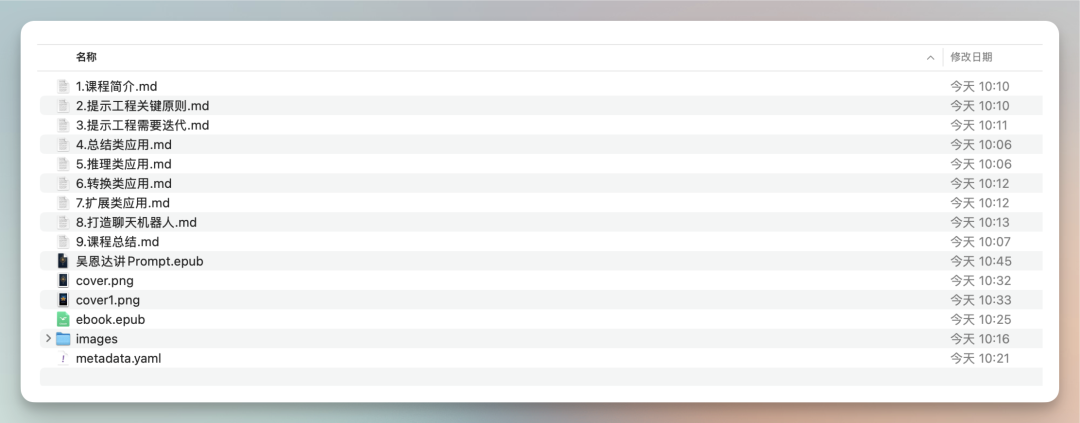 名称 修改日期
1.课程简介.md 今天 10:10
2.提示工程关键原则.md 今天 10:10
3.提示工程需要迭代.md 今天 10:11
4.总结类应用.md 今天 10:06
5.推理类应用.md 今天 10:06
6.转换类应用.md 今天 10:12
7.扩展类应用.md 今天 10:12
8.打造聊天机器人.md 今天 10:13
9.课程总结.md 今天 10:07
吴恩达讲Prompt.epub 今天 10:45
cover.png 今天 10:32
cover1.png 今天 10:33
ebook.epub 今天 10:25
images 今天 10:16
metadata.yaml 今天 10:21